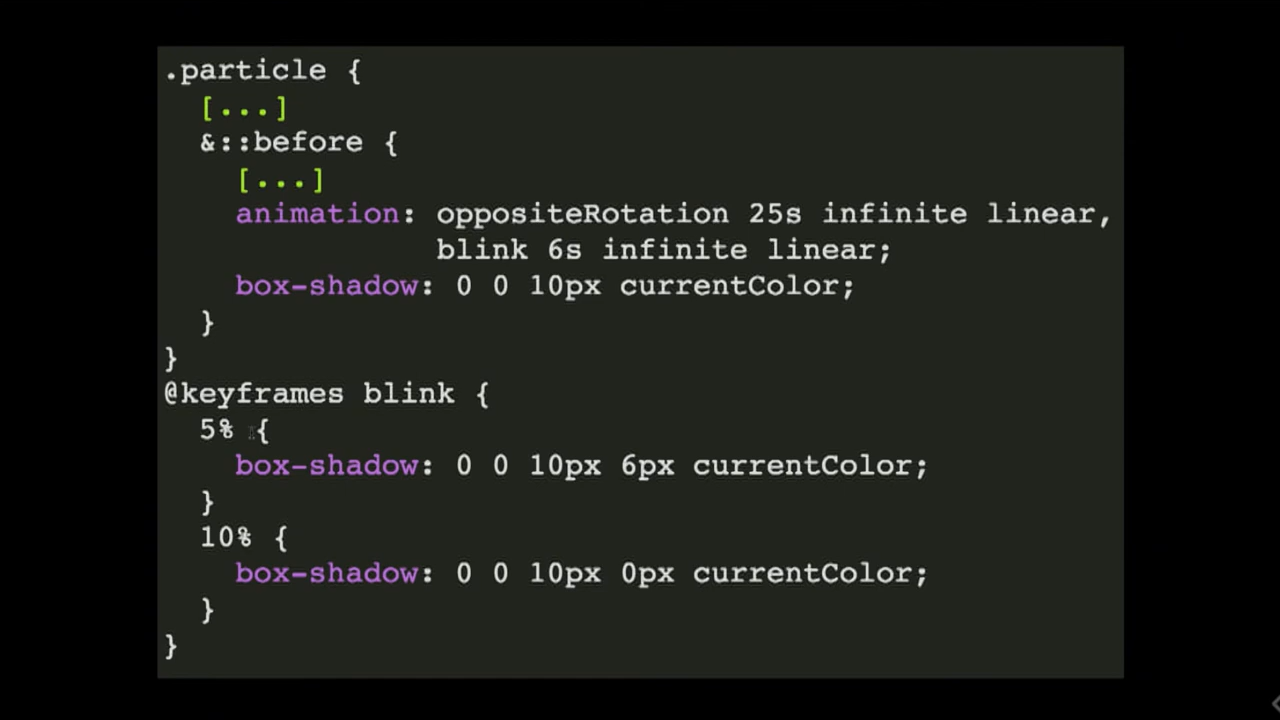 .particle {
[...]
&::before {
[...]
animation: oppositeRotation 25s infinite linear,
blink 6s infinite linear;
box-shadow: 0 0 10px currentColor;
}
}
@keyframes blink {
5% {
box-shadow: 0 0 10px 6px currentColor;
}
10% {
box-shadow: 0 0 10px 0px currentColor;
}
}